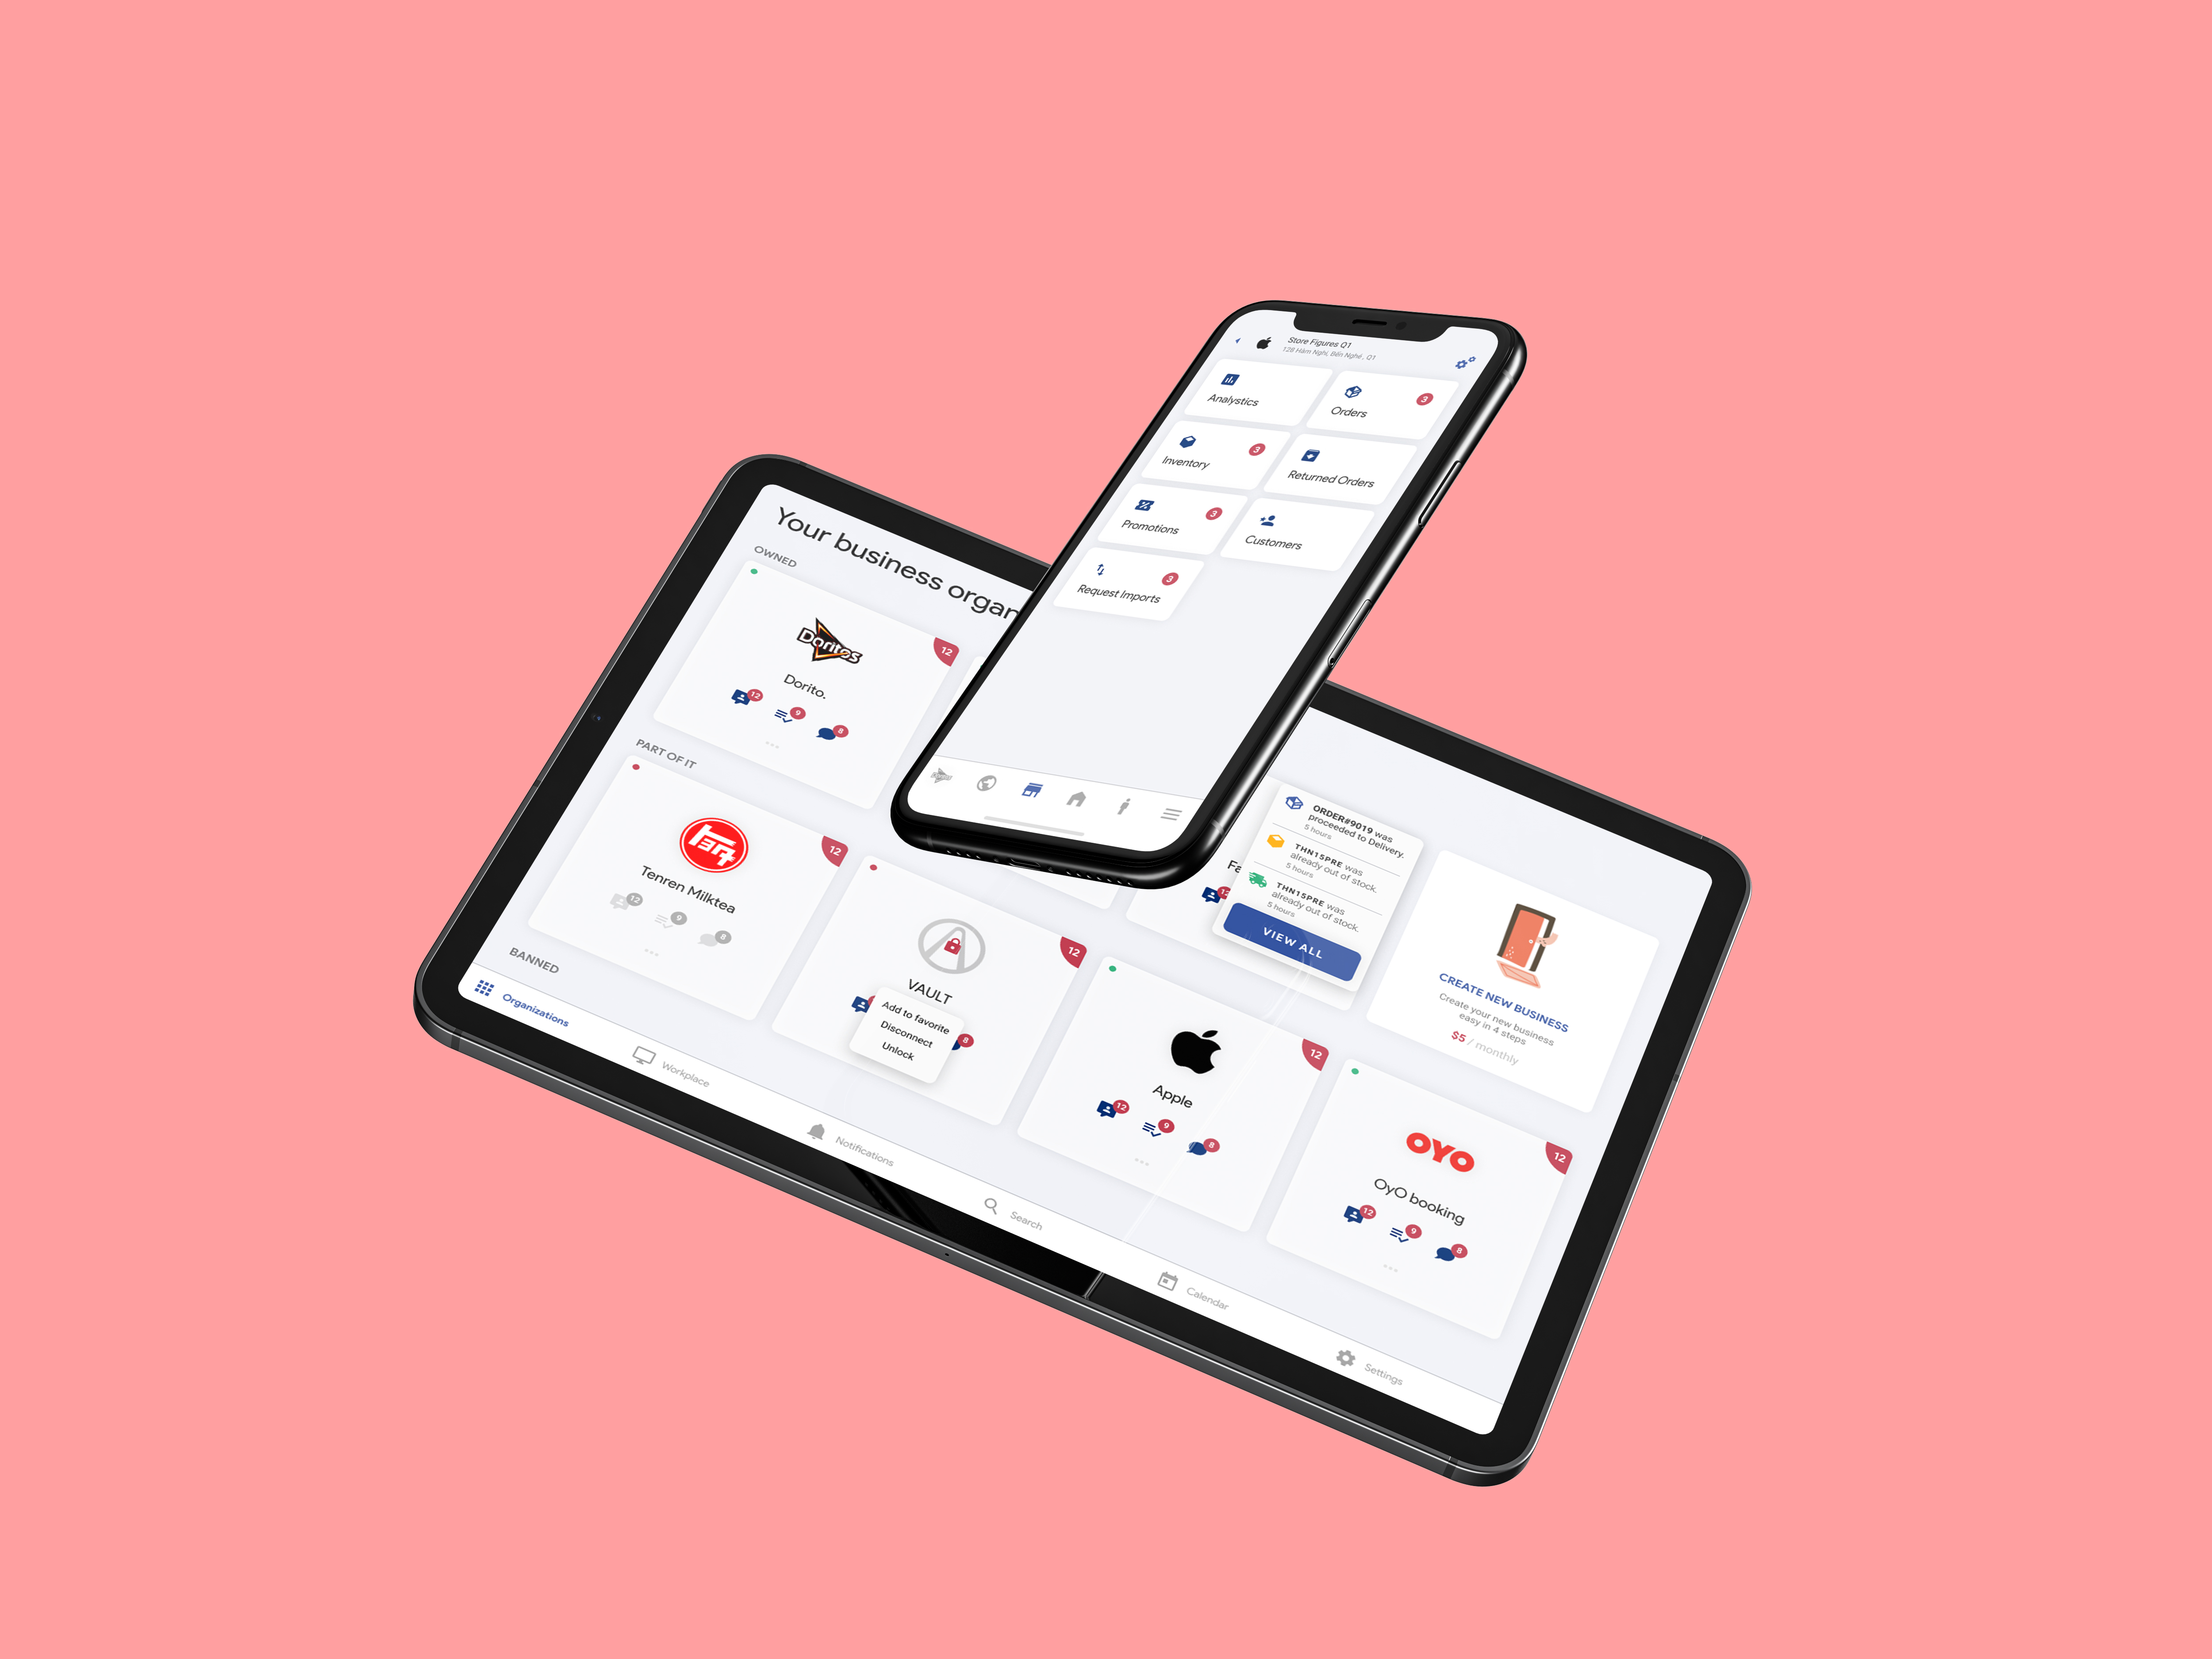 Store Figures Q1
128 Hàm Nghi, Bến Nghé, Q1
Analystics
Orders
3
Inventory
3
Returned Orders
Promotions
3
Customers
Request Imports
3
Your business organ
OWNED
12
Doritos
Dorito.
12
9
8
PART OF IT
12
Tenren Milktea
12
9
8
12
VAULT
Add to favorite
Disconnect
Unlock
8
ORDER#9019 was
proceeded to Delivery.
5 hours
THN15PRE was
already out of stock.
5 hours
THN15PRE was
already out of stock.
5 hours
VIEW ALL
CREATE NEW BUSINESS
Create your new business
easy in 4 steps
$5 / monthly
12
Apple
12
9
8
12
OYO
OyO booking
12
9
8
BANNED
Organizations
Workplace
Notifications
Search
Calendar
Settings